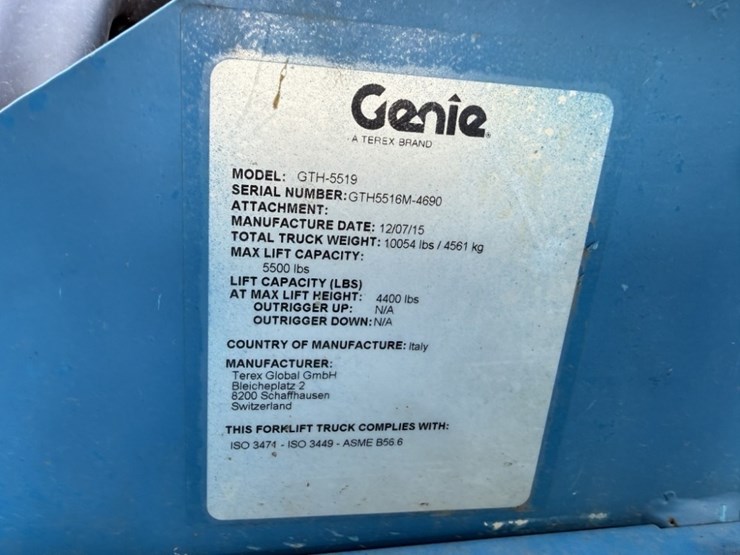 Genie
A TEREX BRAND
MODEL: GTH-5519
SERIAL NUMBER: GTH5516M-4690
ATTACHMENT:
MANUFACTURE DATE: 12/07/15
TOTAL TRUCK WEIGHT: 10054 lbs / 4561 kg
MAX LIFT CAPACITY:
5500 lbs
LIFT CAPACITY (LBS)
AT MAX LIFT HEIGHT: 4400 lbs
OUTRIGGER UP: N/A
OUTRIGGER DOWN: N/A
COUNTRY OF MANUFACTURE: Italy
MANUFACTURER:
Terex Global GmbH
Bleicheplatz 2
8200 Schaffhausen
Switzerland
THIS FORKLIFT TRUCK COMPLIES WITH:
ISO 3471 - ISO 3449 - ASME B56.6